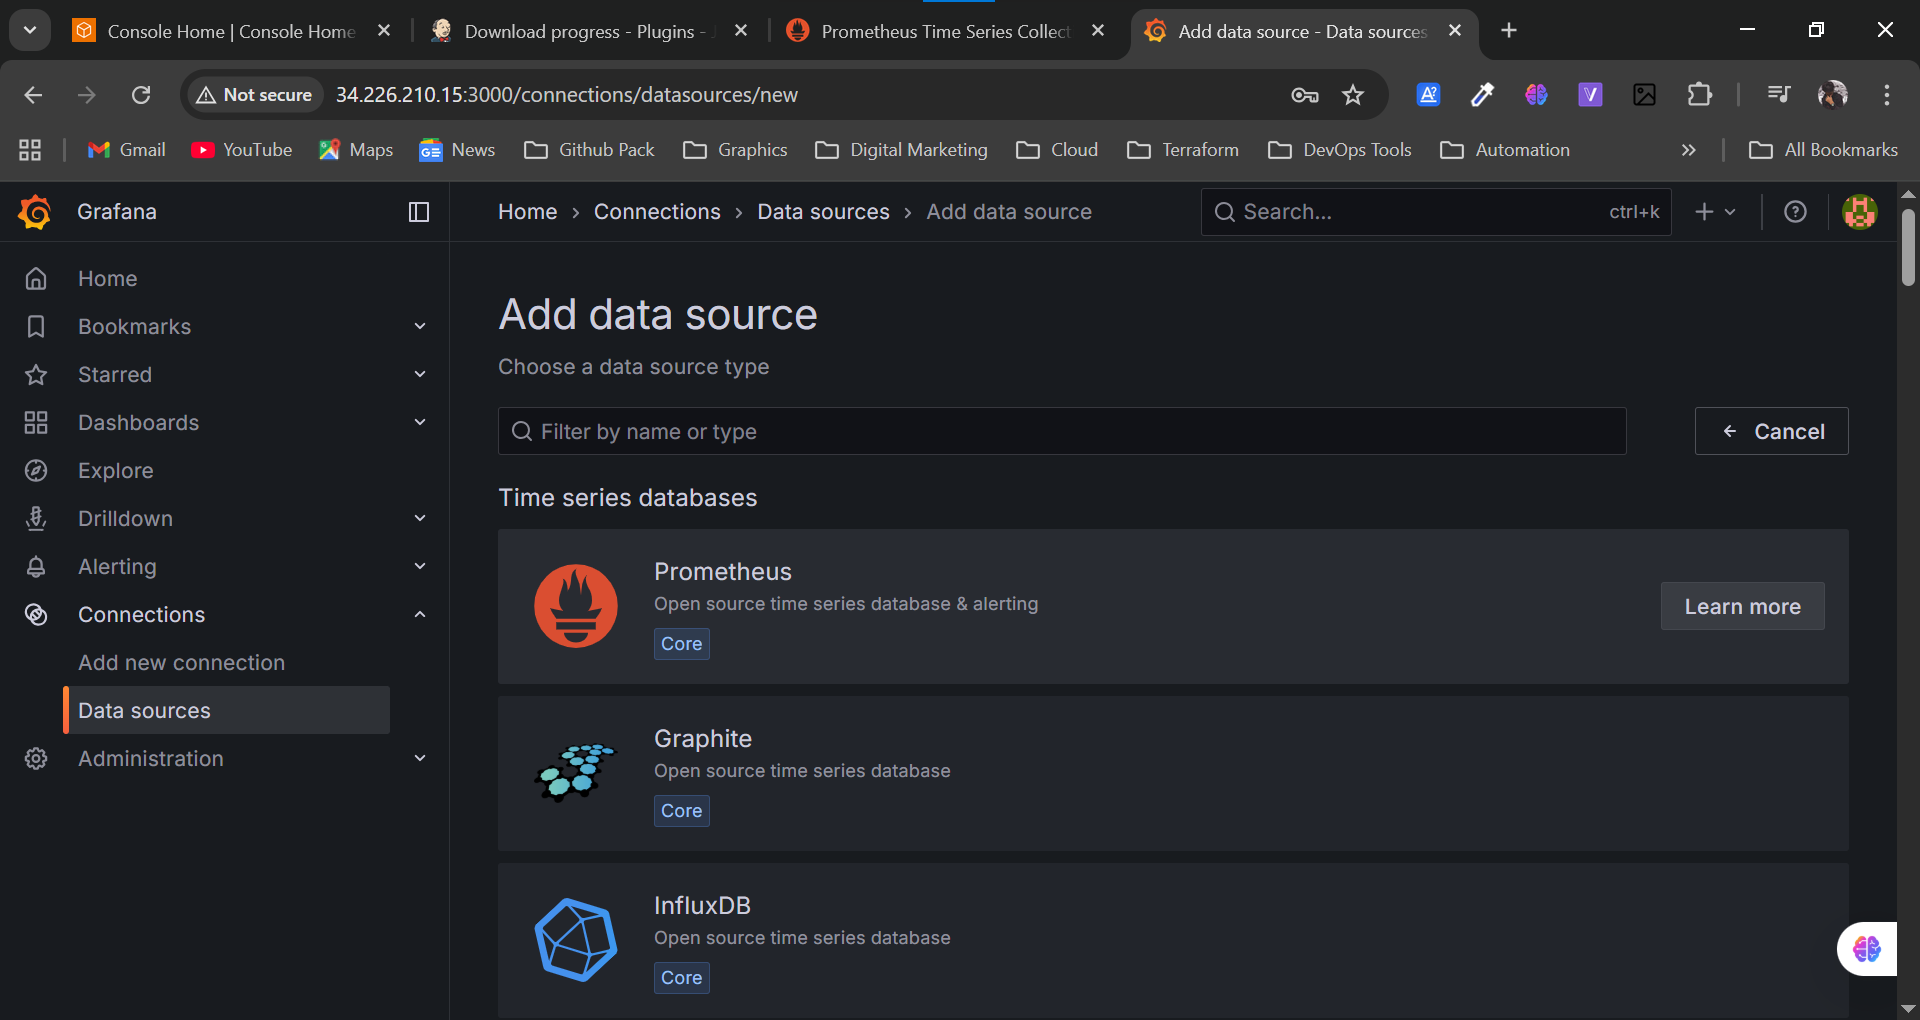 Console Home | Console Home
Download progress - Plugins -
Prometheus Time Series Collect
Add data source - Data sources
Not secure
34.226.210.15:3000/connections/datasources/new
Gmail
YouTube
Maps
News
Github Pack
Graphics
Digital Marketing
Cloud
Terraform
DevOps Tools
Automation
All Bookmarks
Grafana
Home › Connections › Data sources › Add data source
Search...
ctrl+k
Home
Bookmarks
Starred
Dashboards
Explore
Drilldown
Alerting
Connections
Add new connection
Data sources
Administration
Add data source
Choose a data source type
Filter by name or type
Cancel
Time series databases
Prometheus
Open source time series database & alerting
Core
Learn more
Graphite
Open source time series database
Core
InfluxDB
Open source time series database
Core